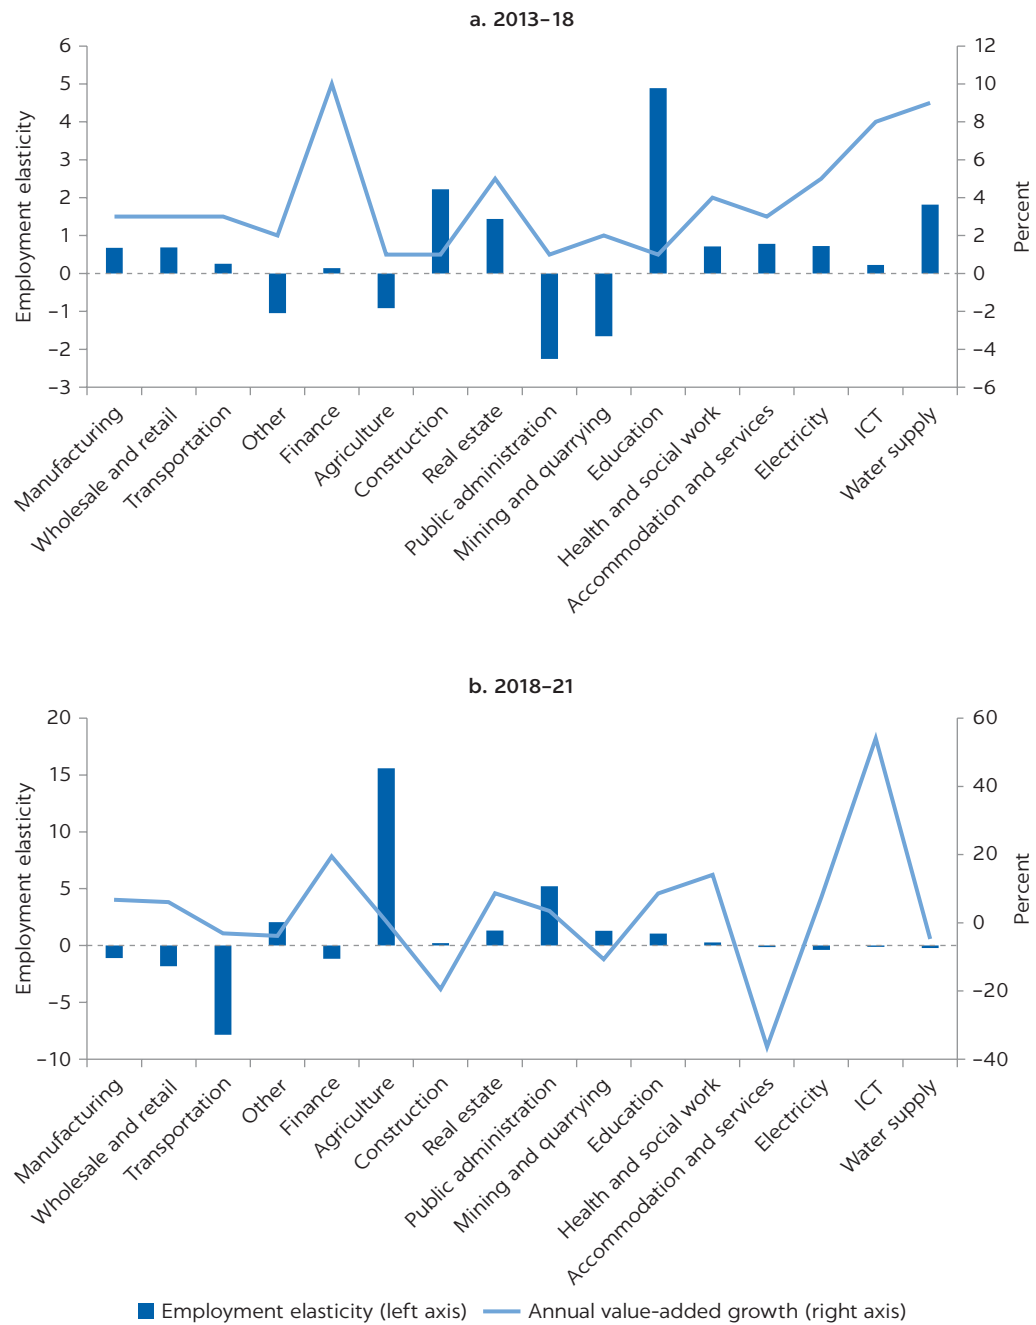 a. 2013–18
Employment elasticity
6
5
4
3
2
1
0
–1
–2
–3
12
10
8
6
4
2
0
–2
–4
–6
Percent
Manufacturing
Wholesale and retail
Transportation
Other
Finance
Agriculture
Construction
Real estate
Public administration
Mining and quarrying
Education
Health and social work
Accommodation and services
Electricity
ICT
Water supply
b. 2018–21
Employment elasticity
20
15
10
5
0
–5
–10
60
40
20
0
–20
–40
Percent
Manufacturing
Wholesale and retail
Transportation
Other
Finance
Agriculture
Construction
Real estate
Public administration
Mining and quarrying
Education
Health and social work
Accommodation and services
Electricity
ICT
Water supply
Employment elasticity (left axis)
Annual value-added growth (right axis)